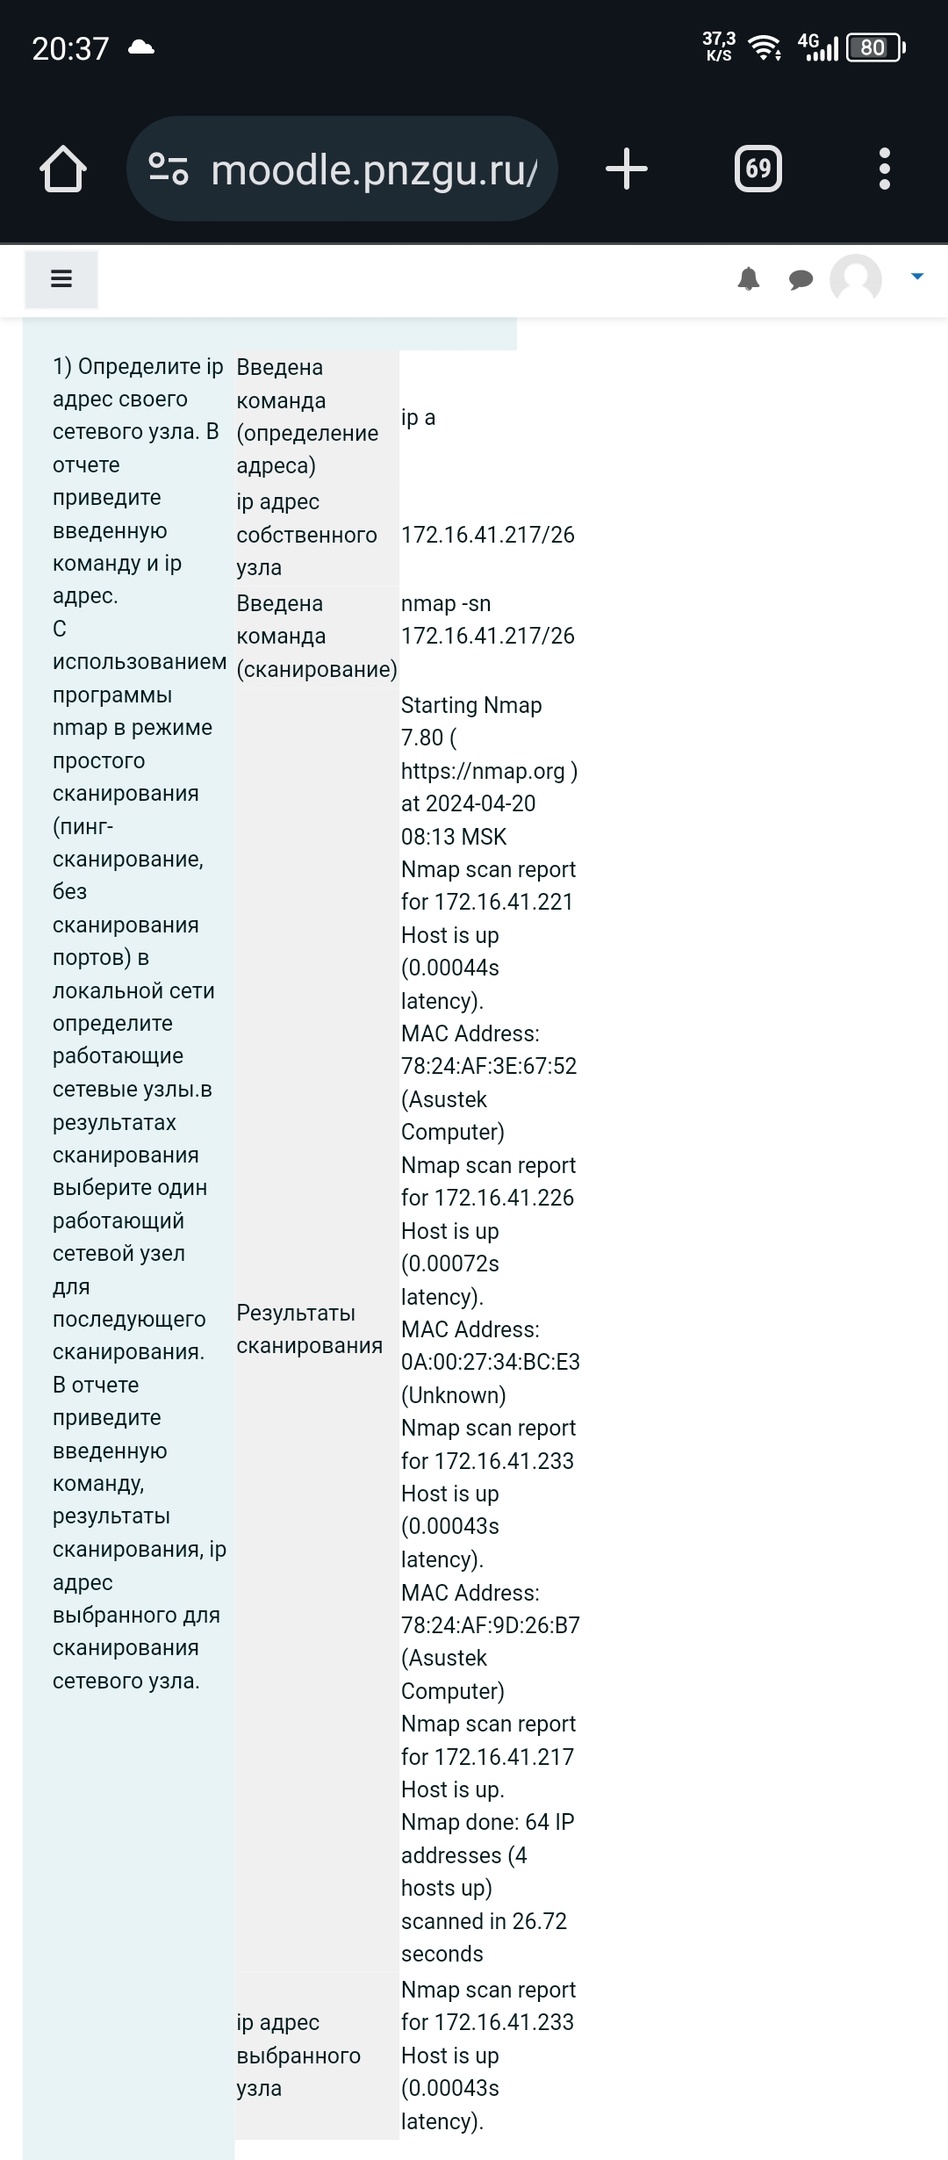 20:37
37,3
K/S
4G
80
moodle.pnzgu.ru/
69
1) Определите ip
адрес своего
сетевого узла. В
отчете
приведите
введенную
команду и ip
адрес.
С
использованием
программы
nmap в режиме
простого
сканирования
(пинг-
сканирование,
без
сканирования
портов) в
локальной сети
определите
работающие
сетевые узлы.в
результатах
сканирования
выберите один
работающий
сетевой узел
для
последующего
сканирования.
В отчете
приведите
введенную
команду,
результаты
сканирования, ip
адрес
выбранного для
сканирования
сетевого узла.
Введена
команда
(определение
адреса)
ip a
ip адрес
собственного
узла
172.16.41.217/26
Введена
команда
(сканирование)
nmap -sn
172.16.41.217/26
Результаты
сканирования
Starting Nmap
7.80 (
https://nmap.org )
at 2024-04-20
08:13 MSK
Nmap scan report
for 172.16.41.221
Host is up
(0.00044s
latency).
MAC Address:
78:24:AF:3E:67:52
(Asustek
Computer)
Nmap scan report
for 172.16.41.226
Host is up
(0.00072s
latency).
MAC Address:
0A:00:27:34:BC:E3
(Unknown)
Nmap scan report
for 172.16.41.233
Host is up
(0.00043s
latency).
MAC Address:
78:24:AF:9D:26:B7
(Asustek
Computer)
Nmap scan report
for 172.16.41.217
Host is up.
Nmap done: 64 IP
addresses (4
hosts up)
scanned in 26.72
seconds
ip адрес
выбранного
узла
Nmap scan report
for 172.16.41.233
Host is up
(0.00043s
latency).